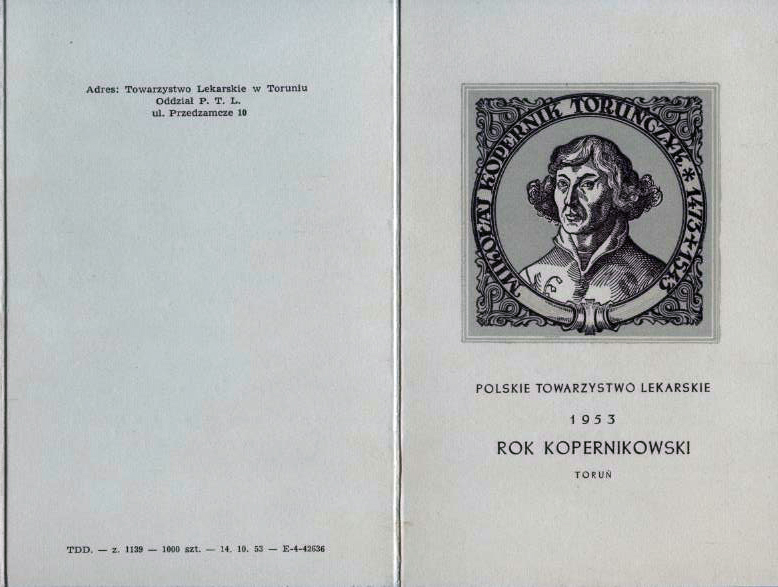 Adres: Towarzystwo Lekarskie w Toruniu
Oddział P. T. L.
ul. Przedzamcze 10
TDD. — z. 1139 — 1000 szt. — 14. 10. 53 — E-4-42636
MIKOŁAJ KOPERNIK TORUŃCZYK * 1473 * 1543
POLSKIE TOWARZYSTWO LEKARSKIE
1953
ROK KOPERNIKOWSKI
TORUŃ